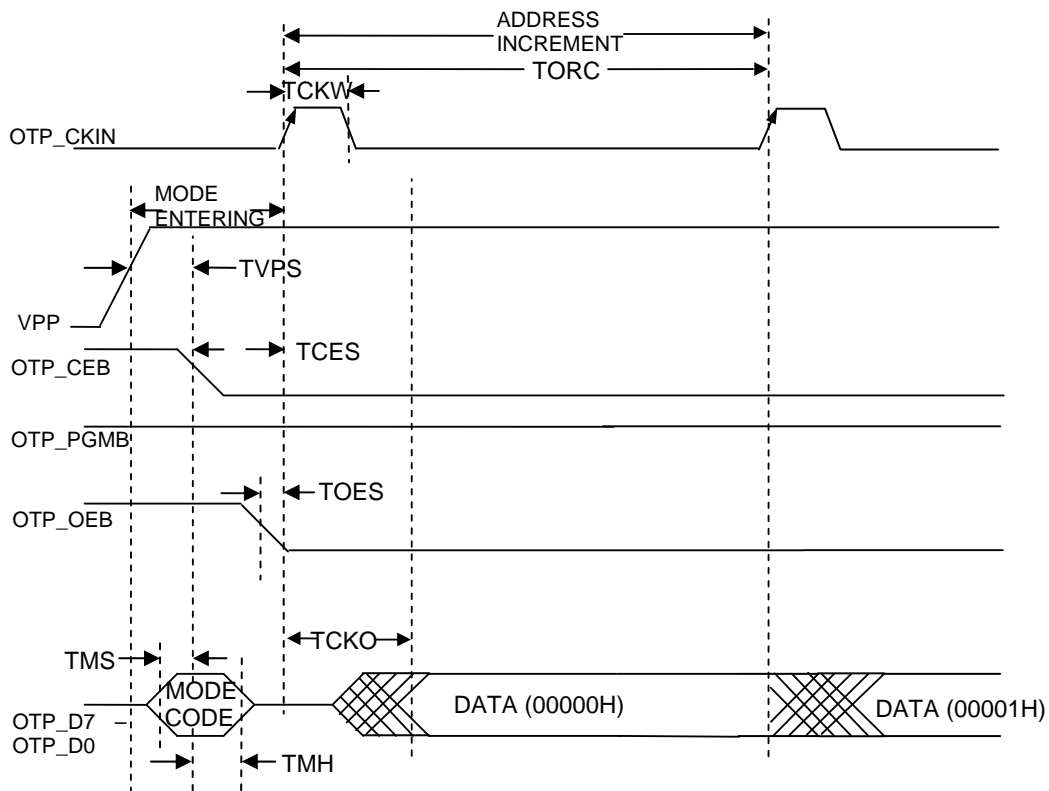 ADDRESS
INCREMENT
TORC
TCKW
OTP_CKIN
MODE
ENTERING
TVPS
VPP
TCES
OTP_CEB
OTP_PGMB
TOES
OTP_OEB
TCKO
TMS
MODE
CODE
DATA (00000H)
DATA (00001H)
OTP_D7 –
OTP_D0
TMH